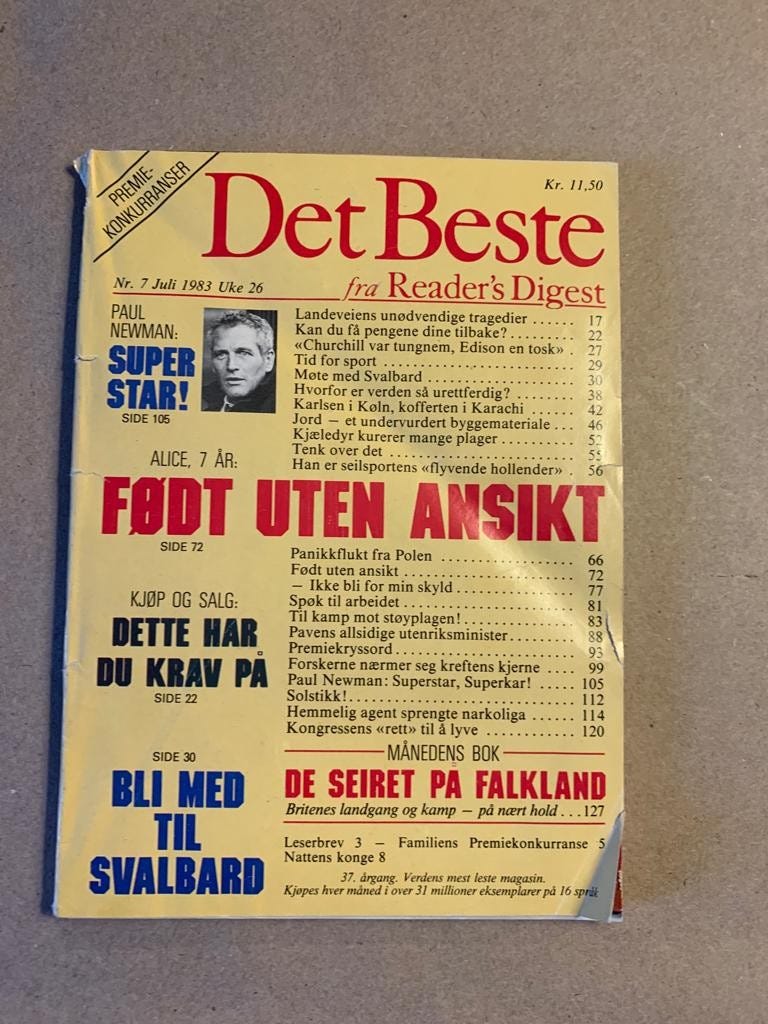 PREMIE-
KONKURRANSER
Kr. 11,50
Det Beste
fra Reader's Digest
Nr. 7 Juli 1983 Uke 26
PAUL
NEWMAN:
SUPER
STAR!
SIDE 105
Landeveiens unødvendige tragedier ...... 17
Kan du få pengene dine tilbake? ......... 22
«Churchill var tungnem, Edison en tosk» . 27
Tid for sport ........................ 29
Møte med Svalbard .................. 30
Hvorfor er verden så urettferdig? ........ 38
Karlsen i Køln, kofferten i Karachi ....... 42
Jord – et undervurdert byggemateriale ... 46
Kjæledyr kurerer mange plager .......... 52
Tenk over det ........................ 55
Han er seilsportens «flyvende hollender» . 56
ALICE, 7 ÅR:
FØDT UTEN ANSIKT
SIDE 72
Panikkflukt fra Polen .................. 66
Født uten ansikt ...................... 72
– Ikke bli for min skyld ................ 77
Spøk til arbeidet ...................... 81
Til kamp mot støyplagen! ............... 83
Pavens allsidige utenriksminister ......... 88
Premiekryssord ....................... 93
Forskerne nærmer seg kreftens kjerne .... 99
Paul Newman: Superstar, Superkar! ..... 105
Solstikk! ............................ 112
Hemmelig agent sprengte narkoliga ...... 114
Kongressens «rett» til å lyve ............ 120
KJØP OG SALG:
DETTE HAR
DU KRAV PÅ
SIDE 22
SIDE 30
BLI MED
TIL
SVALBARD
MÅNEDENS BOK
DE SEIRET PÅ FALKLAND
Britenes landgang og kamp – på nært hold ... 127
Leserbrev 3 – Familiens Premiekonkurranse 5
Nattens konge 8
37. årgang. Verdens mest leste magasin.
Kjøpes hver måned i over 31 millioner eksemplarer på 16 språk